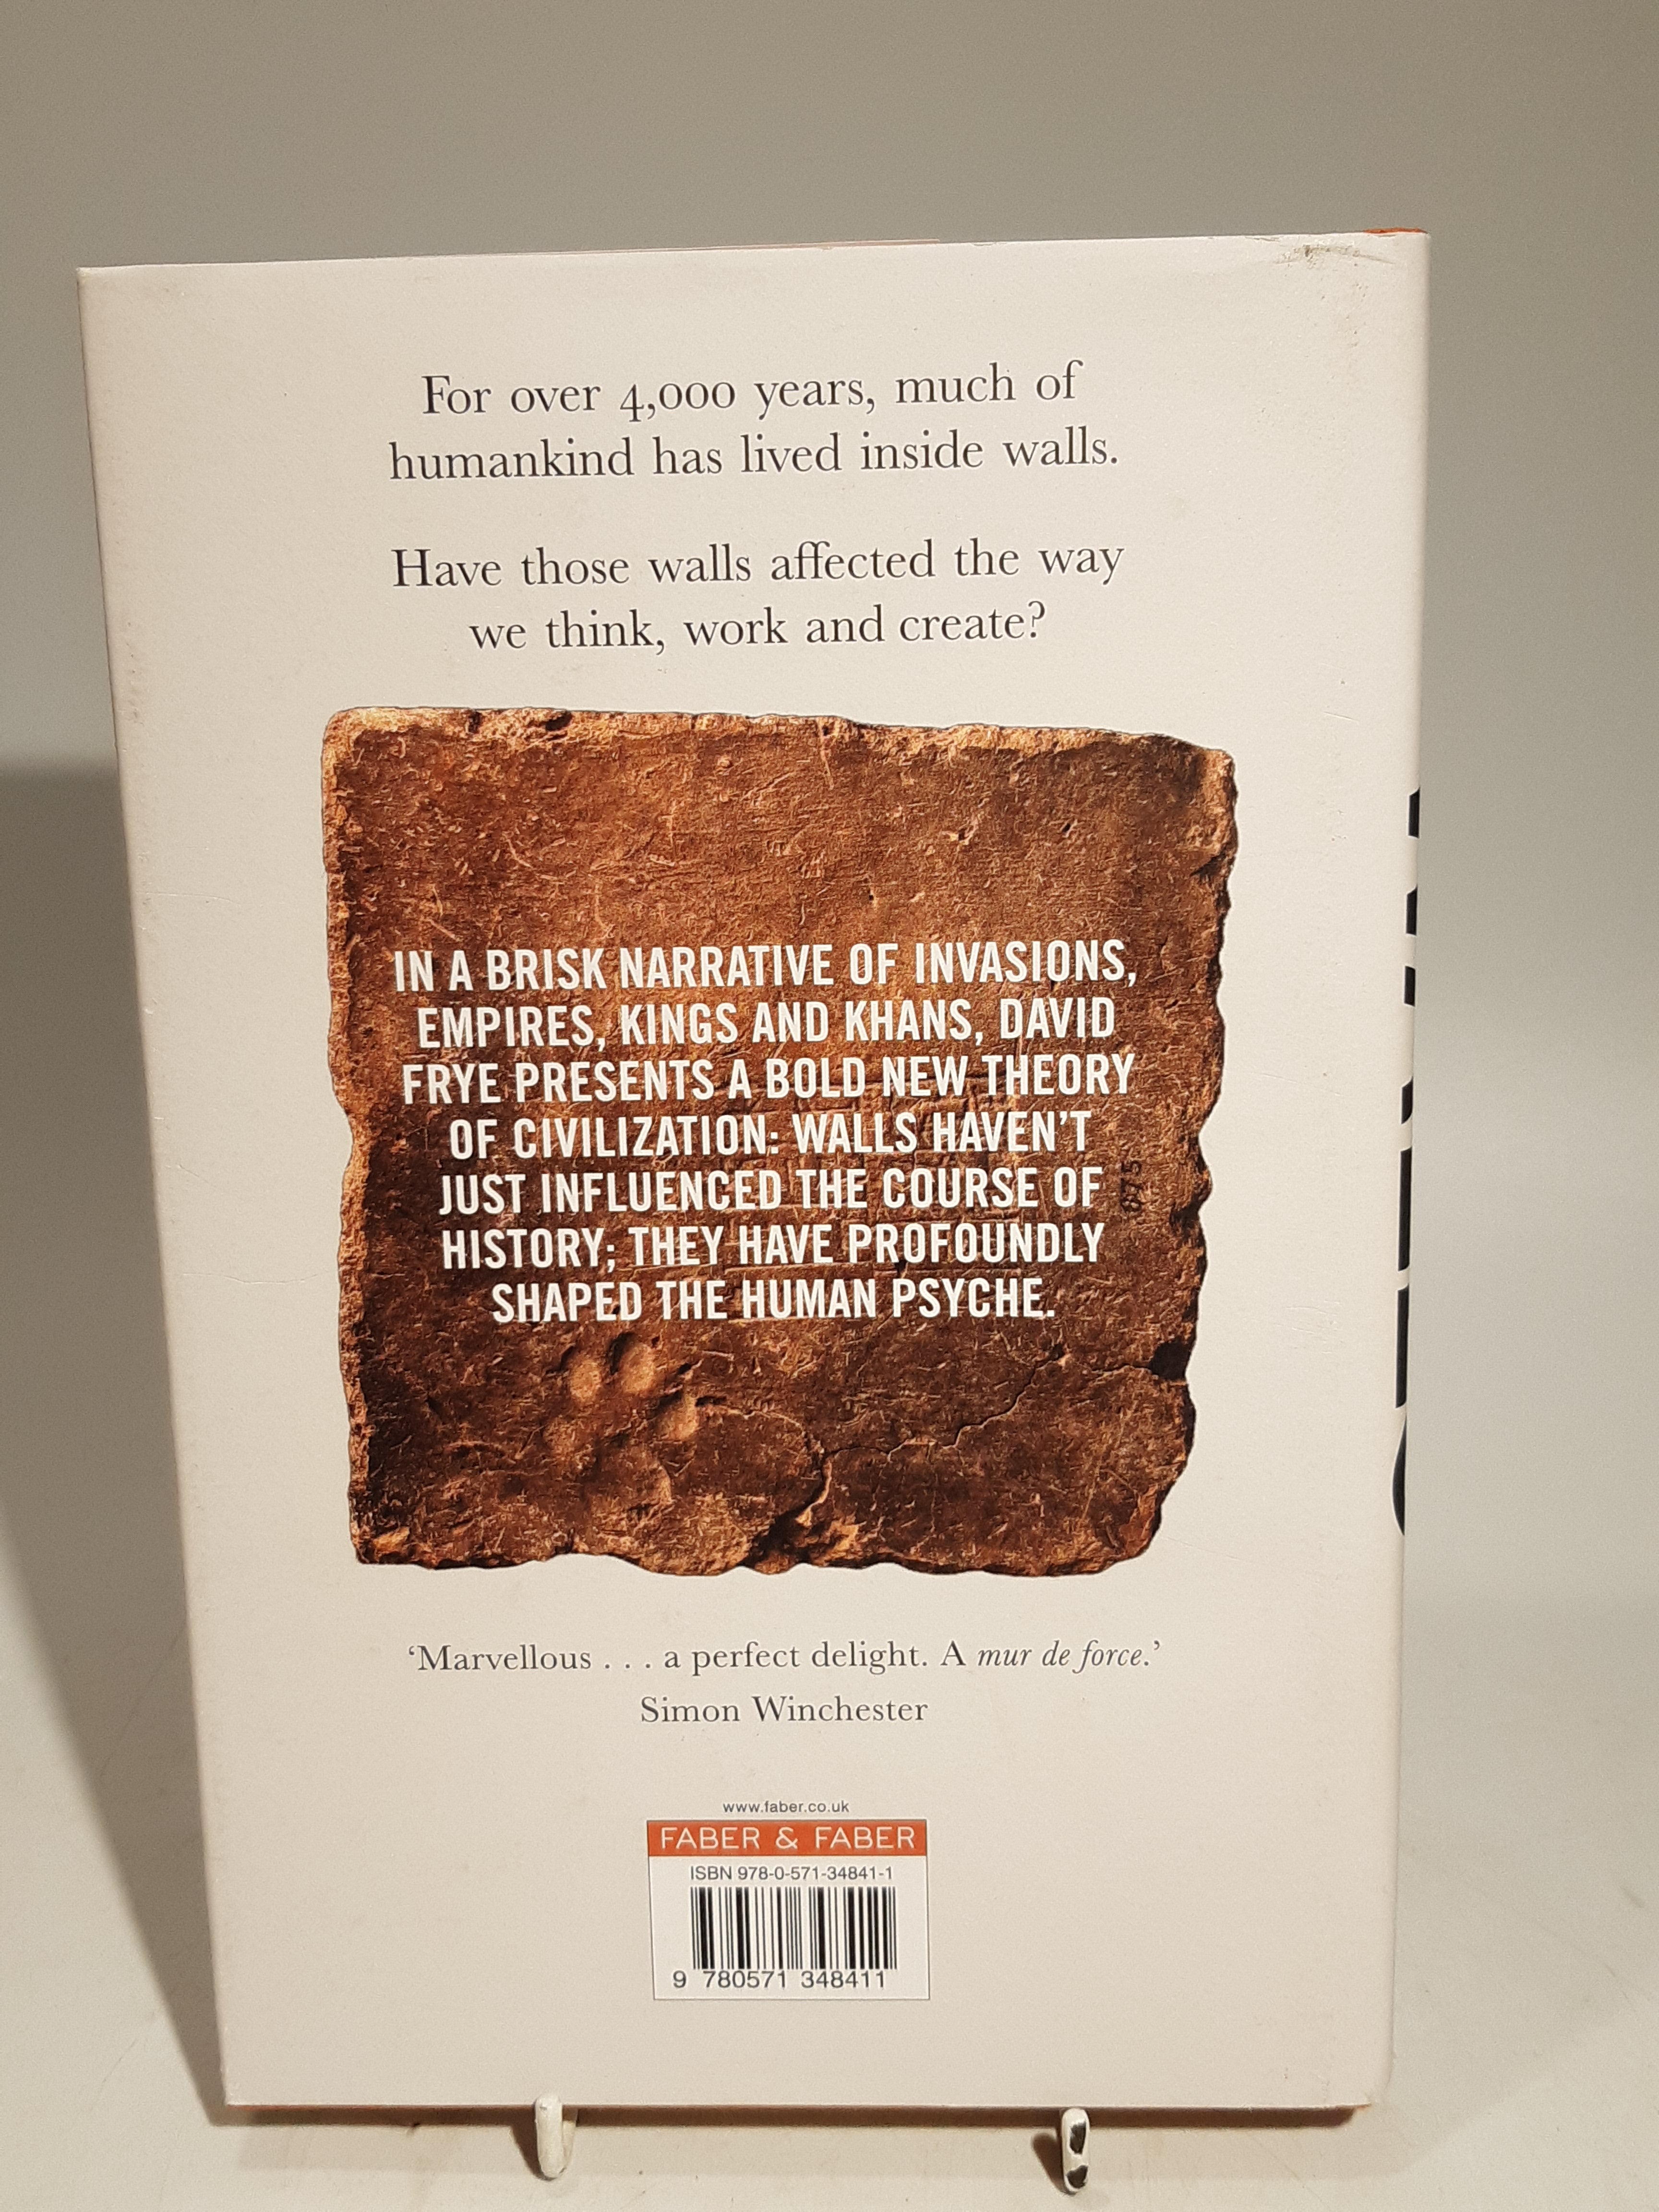 For over 4,000 years, much of
humankind has lived inside walls.
Have those walls affected the way
we think, work and create?
IN A BRISK NARRATIVE OF INVASIONS,
EMPIRES, KINGS AND KHANS, DAVID
FRYE PRESENTS A BOLD NEW THEORY
OF CIVILIZATION: WALLS HAVEN'T
JUST INFLUENCED THE COURSE OF
HISTORY; THEY HAVE PROFOUNDLY
SHAPED THE HUMAN PSYCHE.
‘Marvellous . . . a perfect delight. A mur de force.’
Simon Winchester
www.faber.co.uk
FABER & FABER
ISBN 978-0-571-34841-1
9 780571 348411